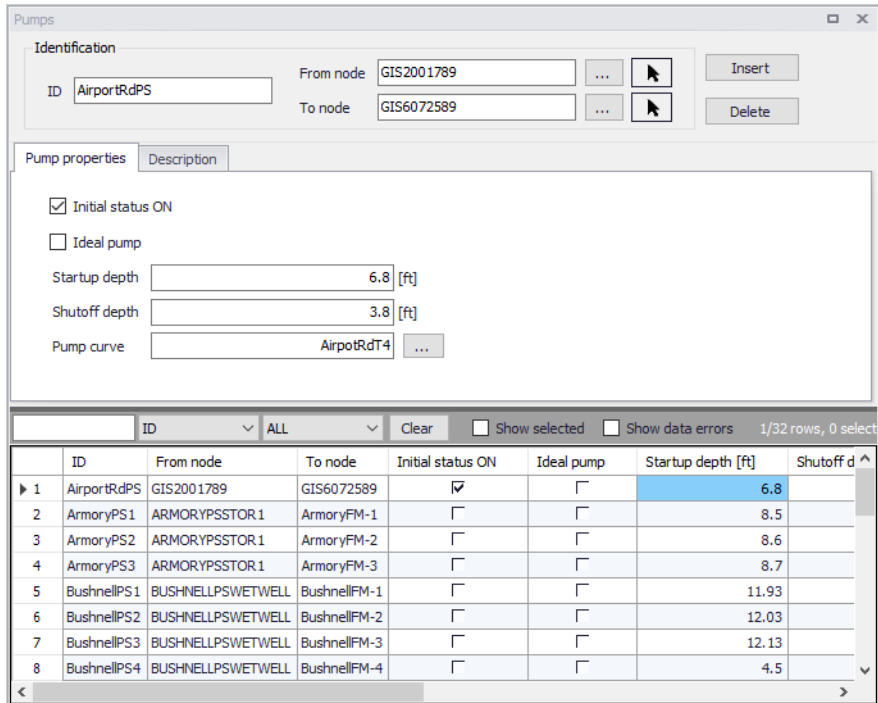 Pumps
Identification
ID AirportRdPS
From node GIS2001789 ...
To node GIS6072589 ...
Insert
Delete
Pump properties Description
Initial status ON
Ideal pump
Startup depth 6.8 [ft]
Shutoff depth 3.8 [ft]
Pump curve AirpotRdT4 ...
ID ALL Clear Show selected Show data errors 1/32 rows, 0 select
ID From node To node Initial status ON Ideal pump Startup depth [ft] Shutoff d
1 AirportRdPS GIS2001789 GIS6072589 6.8
2 ArmoryPS1 ARMORYPSSTOR1 ArmoryFM-1 8.5
3 ArmoryPS2 ARMORYPSSTOR1 ArmoryFM-2 8.6
4 ArmoryPS3 ARMORYPSSTOR1 ArmoryFM-3 8.7
5 BushnellPS1 BUSHNELLPSWETWELL BushnellFM-1 11.93
6 BushnellPS2 BUSHNELLPSWETWELL BushnellFM-2 12.03
7 BushnellPS3 BUSHNELLPSWETWELL BushnellFM-3 12.13
8 BushnellPS4 BUSHNELLPSWETWELL BushnellFM-4 4.5